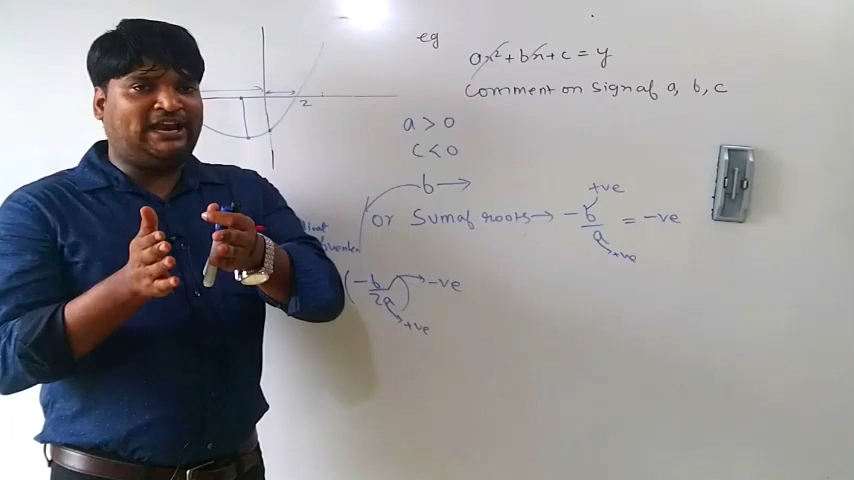 eg
ax²+bx+c=y
Comment on sign of a, b, c
2
a>0
c<0
b→
+ve
Or Sum of roots→ -b/a = -ve
+ve
(-b/2a) → -ve
+ve